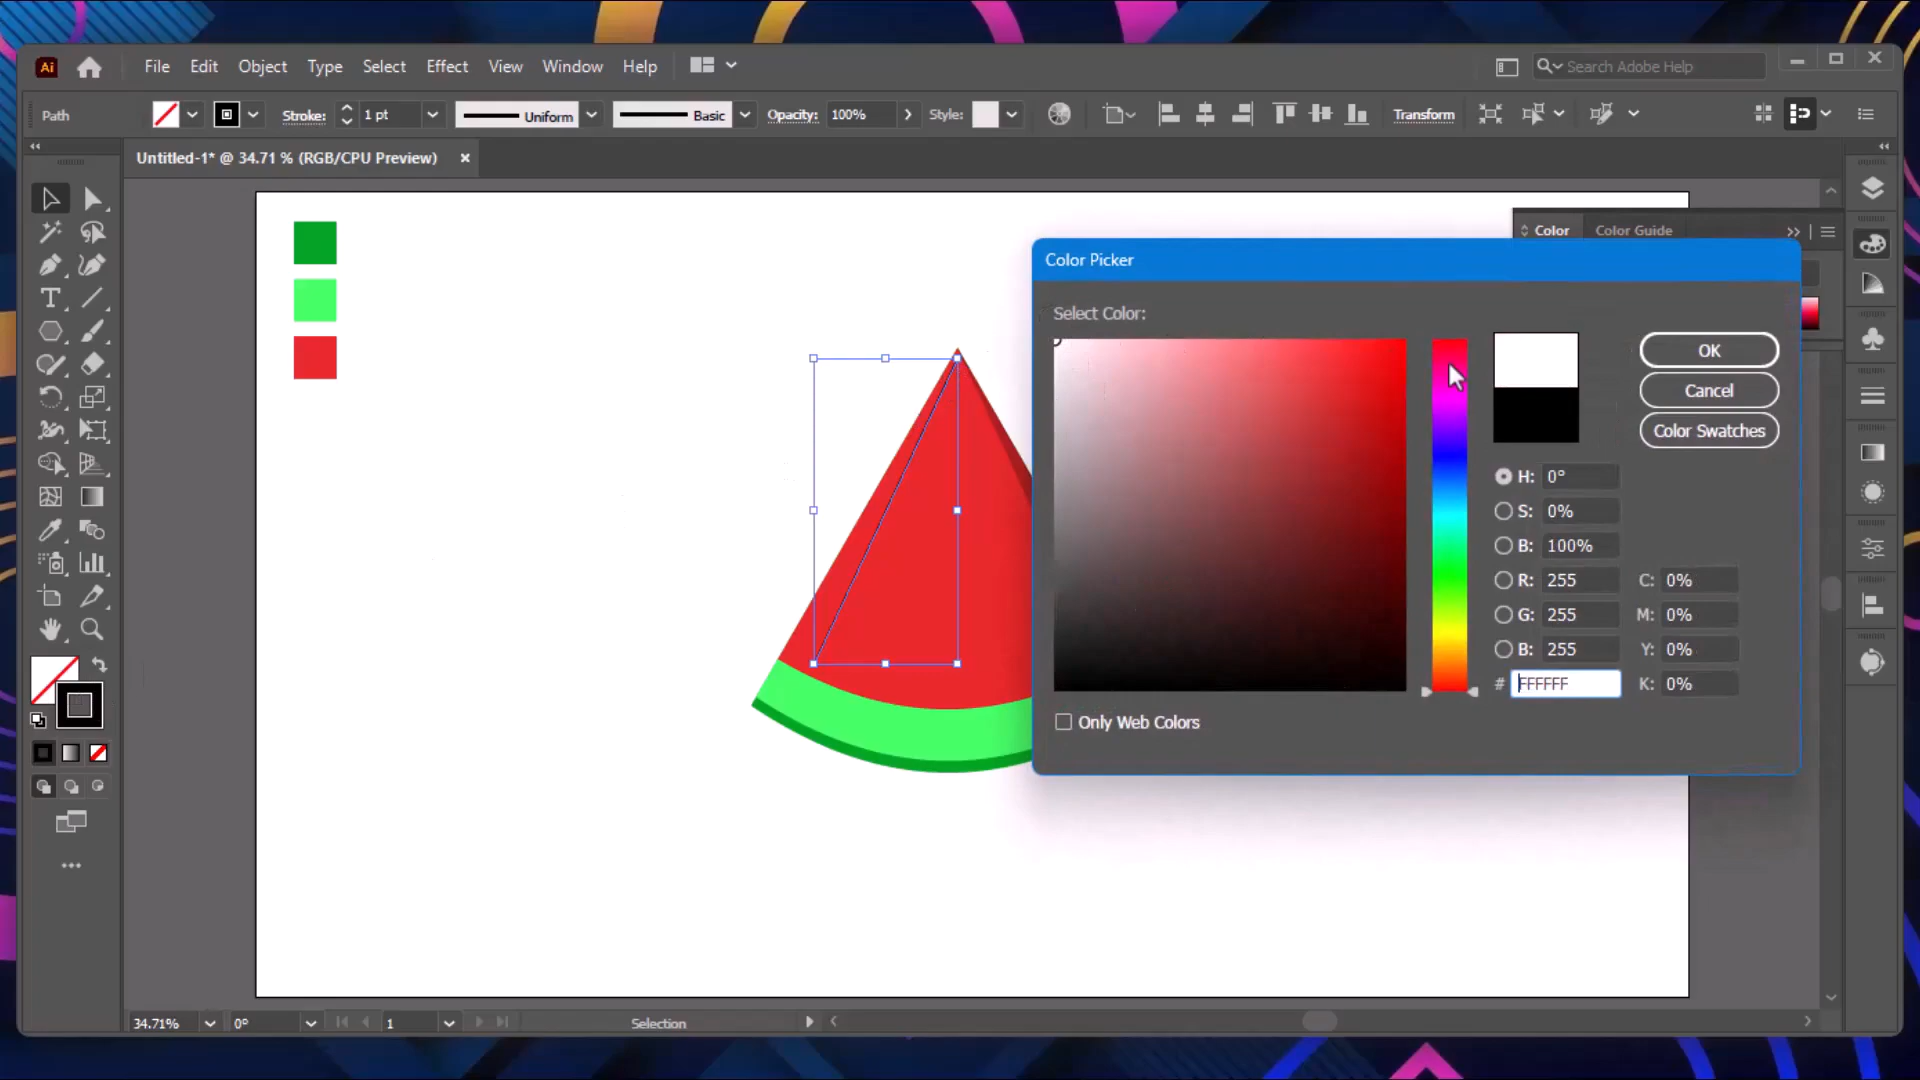 Ai File Edit Object Type Select Effect View Window Help Search Adobe Help
Path Stroke: 1 pt Uniform Basic Opacity: 100% Style: Transform
Untitled-1* @ 34.71 % (RGB/CPU Preview) ×
Color Color Guide
Color Picker
Select Color:
OK
Cancel
Color Swatches
H: 0°
S: 0%
B: 100%
R: 255 C: 0%
G: 255 M: 0%
B: 255 Y: 0%
# FFFFFF K: 0%
Only Web Colors
34.71% 0° 1 Selection